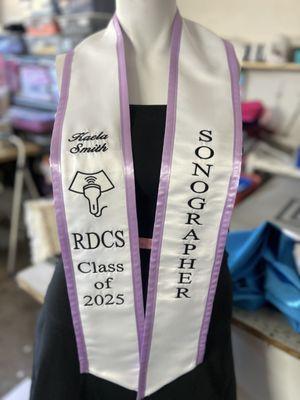 Kaela
Smith
RDCS
Class
of
2025
SONOGRAPHER